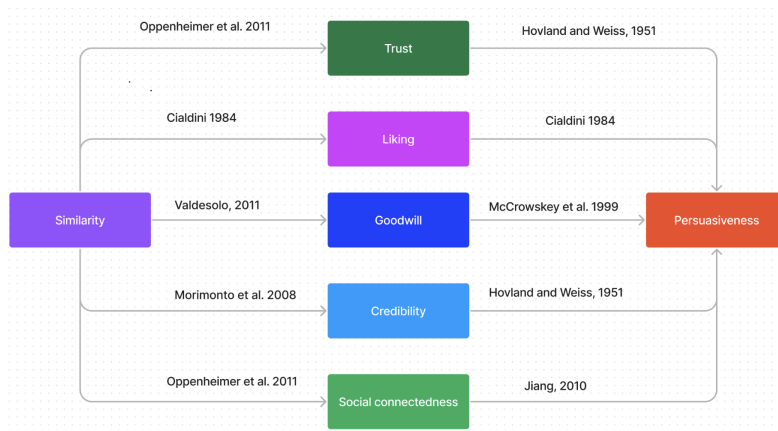 Oppenheimer et al. 2011
Trust
Hovland and Weiss, 1951
Cialdini 1984
Liking
Cialdini 1984
Similarity
Valdesolo, 2011
Goodwill
McCrowskey et al. 1999
Persuasiveness
Morimonto et al. 2008
Credibility
Hovland and Weiss, 1951
Oppenheimer et al. 2011
Social connectedness
Jiang, 2010